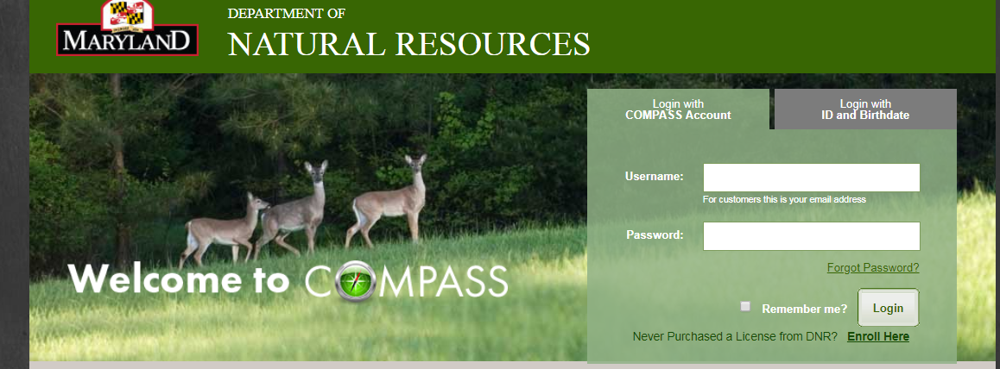 MARYLAND
DEPARTMENT OF
NATURAL RESOURCES
Login with
COMPASS Account
Login with
ID and Birthdate
Username:
For customers this is your email address
Password:
Forgot Password?
Remember me?
Login
Never Purchased a License from DNR? Enroll Here
Welcome to COMPASS